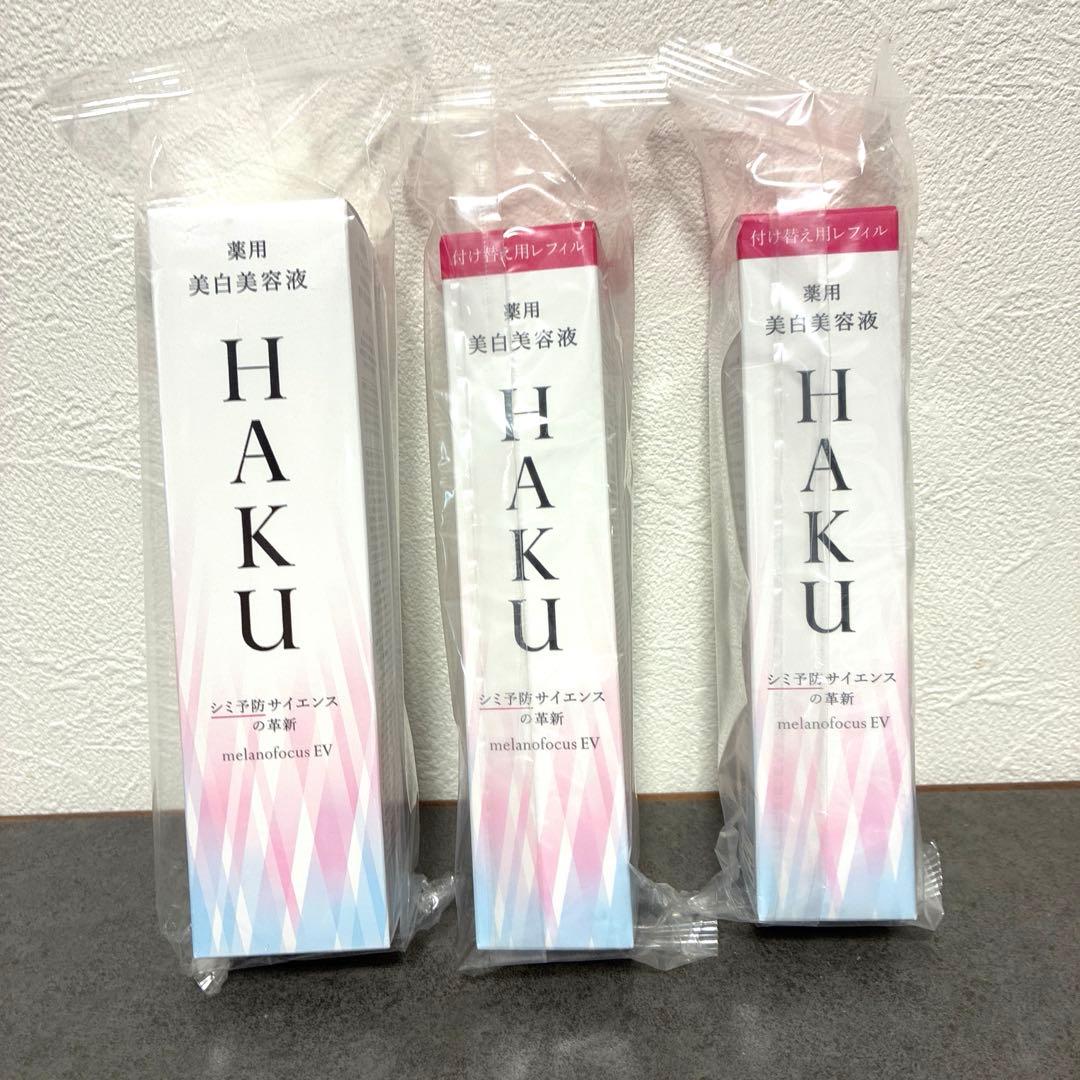 薬用
美白美容液
HAKU
シミ予防サイエンス
の革新
melanofocus EV
付け替え用レフィル
薬用
美白美容液
HAKU
シミ予防サイエンス
の革新
melanofocus EV
付け替え用レフィル
薬用
美白美容液
HAKU
シミ予防サイエンス
の革新
melanofocus EV